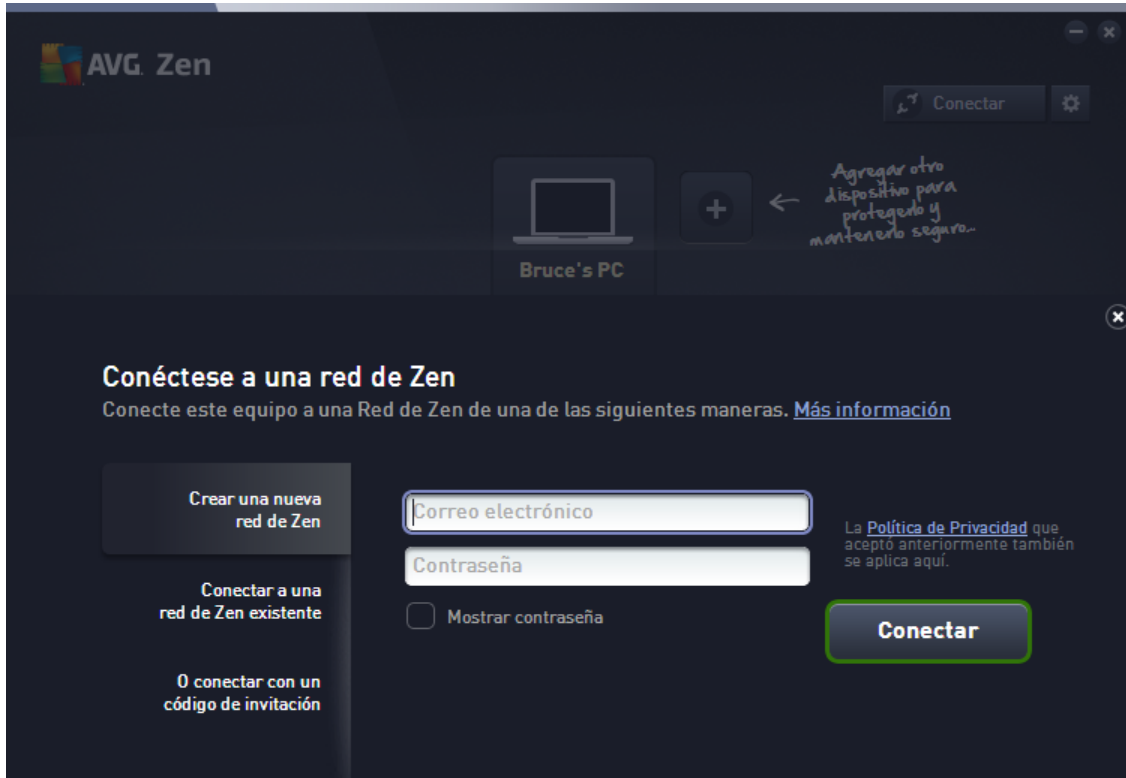 AVG. Zen
Conectar
Agregar otro
dispositivo para
protegerlo y
mantenerlo seguro...
Bruce's PC
Conéctese a una red de Zen
Conecte este equipo a una Red de Zen de una de las siguientes maneras. Más información
Crear una nueva
red de Zen
Conectar a una
red de Zen existente
O conectar con un
código de invitación
Correo electrónico
Contraseña
Mostrar contraseña
La Política de Privacidad que
aceptó anteriormente también
se aplica aquí.
Conectar